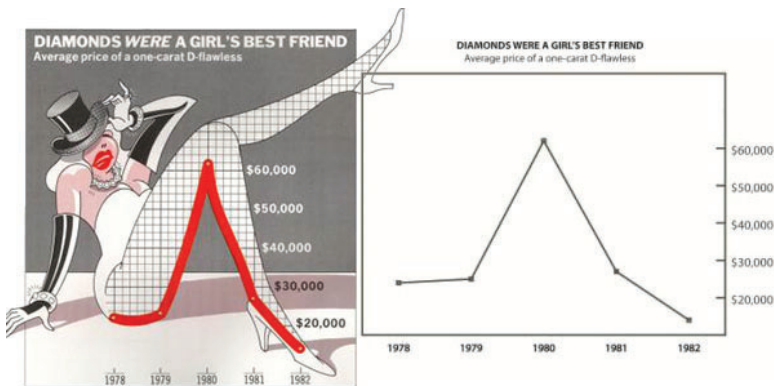 DIAMONDS WERE A GIRL'S BEST FRIEND
Average price of a one-carat D-flawless
$60,000
$50,000
$40,000
$30,000
$20,000
1978 1979 1980 1981 1982
DIAMONDS WERE A GIRL'S BEST FRIEND
Average price of a one-carat D-flawless
$60,000
$50,000
$40,000
$30,000
$20,000
1978 1979 1980 1981 1982